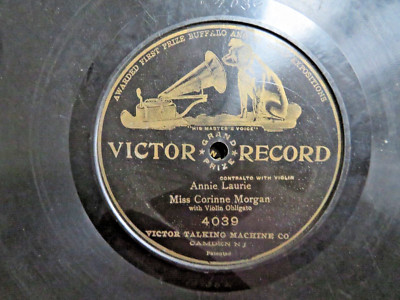 AWARDED FIRST PRIZE BUFFALO AND EXPOSITIONS
"HIS MASTER'S VOICE"
GRAND PRIZE
VICTOR RECORD
CONTRALTO WITH VIOLIN
Annie Laurie
Miss Corinne Morgan
with Violin Obligato
4039
VICTOR TALKING MACHINE CO
CAMDEN N J
Patented